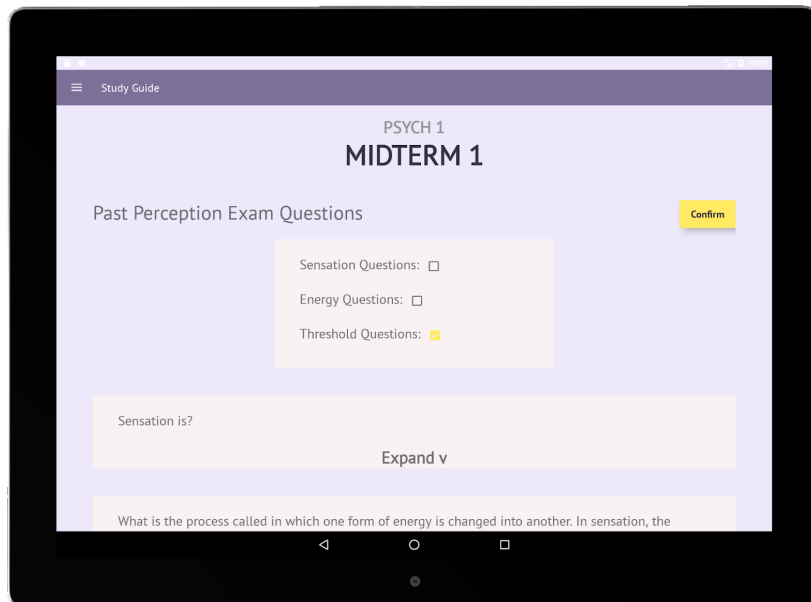 Study Guide
PSYCH 1
MIDTERM 1
Past Perception Exam Questions
Confirm
Sensation Questions:
Energy Questions:
Threshold Questions:
Sensation is?
Expand v
What is the process called in which one form of energy is changed into another. In sensation, the